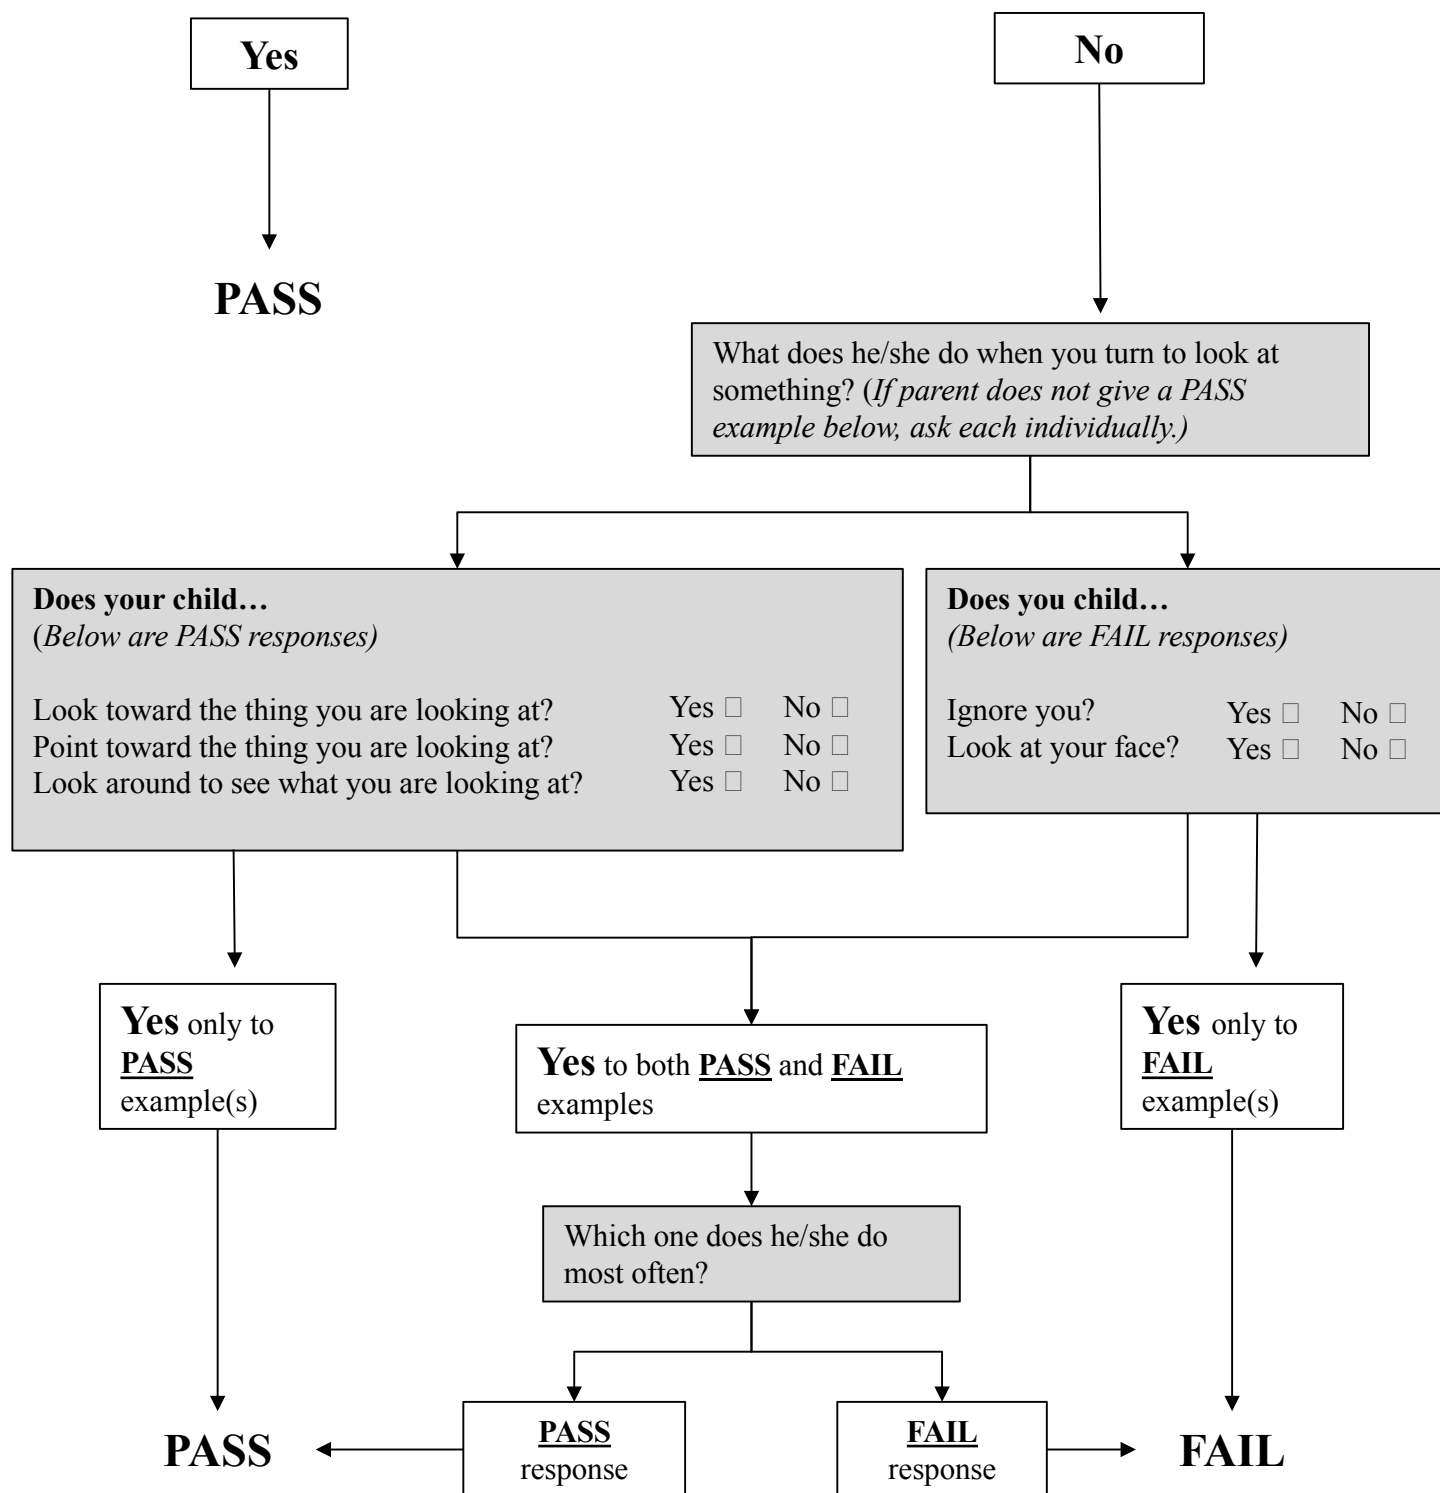 Yes
No
PASS
What does he/she do when you turn to look at
something? (If parent does not give a PASS
example below, ask each individually.)
Does your child…
(Below are PASS responses)
Look toward the thing you are looking at? Yes □ No □
Point toward the thing you are looking at? Yes □ No □
Look around to see what you are looking at? Yes □ No □
Does you child…
(Below are FAIL responses)
Ignore you? Yes □ No □
Look at your face? Yes □ No □
Yes only to
PASS
example(s)
Yes to both PASS and FAIL
examples
Yes only to
FAIL
example(s)
Which one does he/she do
most often?
PASS
PASS
response
FAIL
response
FAIL